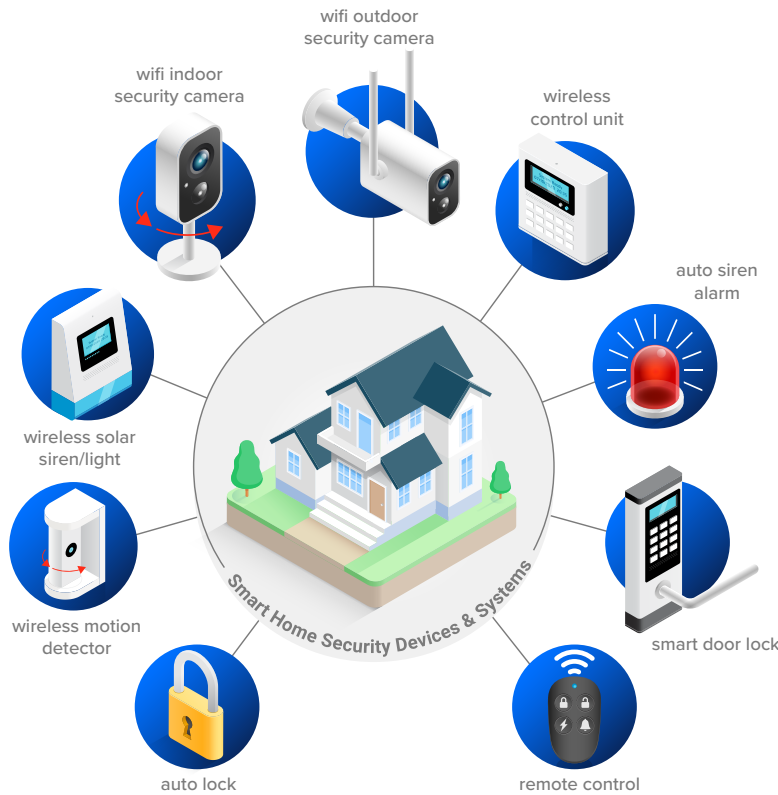 wifi outdoor
security camera
wifi indoor
security camera
wireless
control unit
auto siren
alarm
wireless solar
siren/light
wireless motion
detector
smart door lock
auto lock
remote control
Smart Home Security Devices & Systems